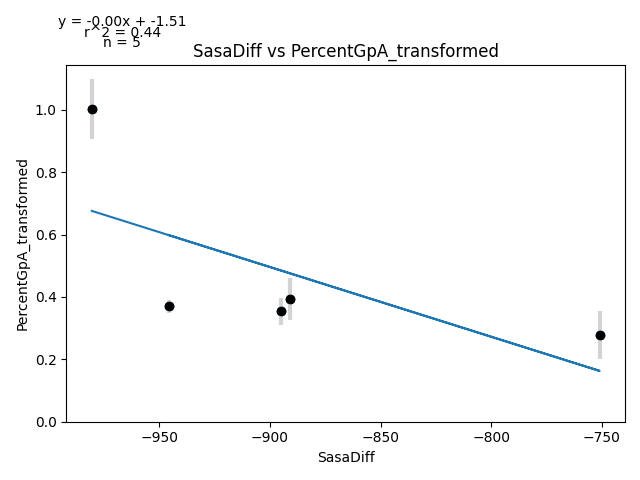 y = -0.00x + -1.51
r^2 = 0.44
n = 5
SasaDiff vs PercentGpA_transformed
1.0
0.8
0.6
0.4
0.2
0.0
PercentGpA_transformed
−950
−900
−850
−800
−750
SasaDiff